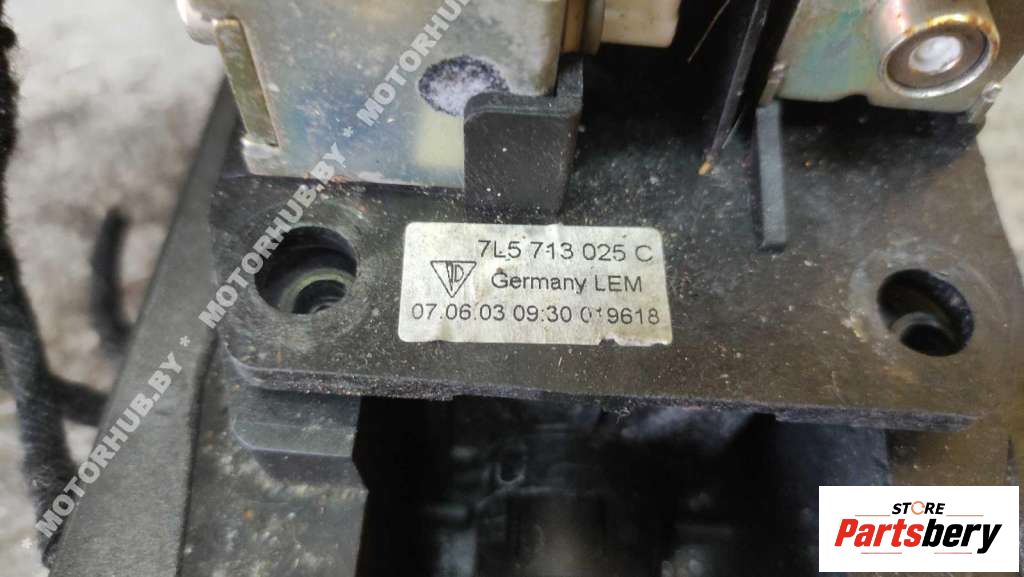 7L5 713 025 C
Germany LEM
07.06.03 09:30 019618
MOTORHUB.BY * MOTORHUB.BY * MOTORHUB.BY
STORE
Partsbery